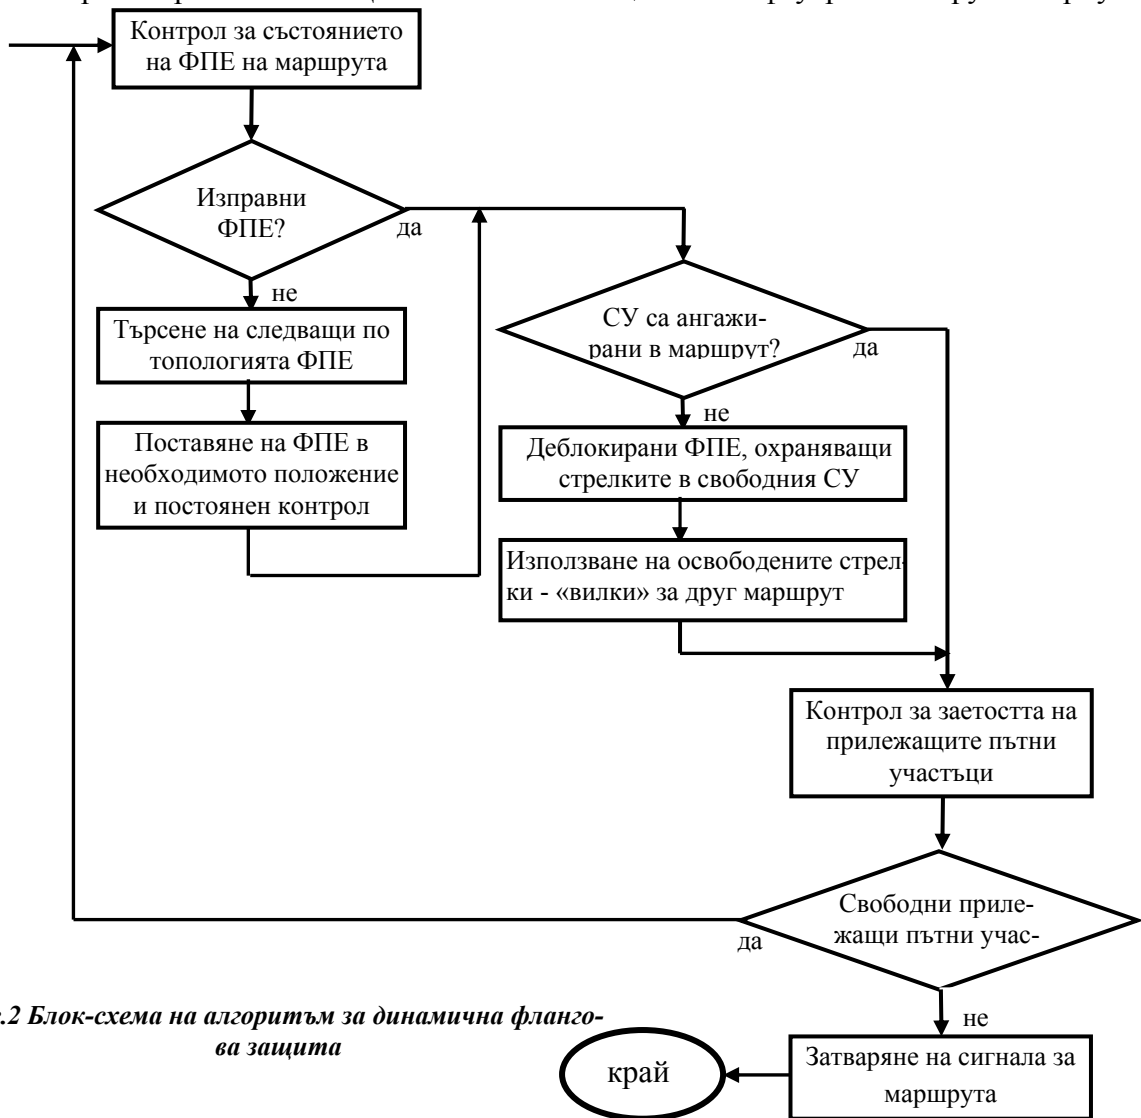 Контрол за състоянието
на ФПЕ на маршрута
Изправни
ФПЕ?
да
не
Търсене на следващи по
топологията ФПЕ
Поставяне на ФПЕ в
необходимото положение
и постоянен контрол
СУ са ангажи-
рани в маршрут?
да
не
Деблокирани ФПЕ, охраняващи
стрелките в свободния СУ
Използване на освободените стрел-
ки - «вилки» за друг маршрут
Контрол за заетостта на
прилежащите пътни
участъци
Свободни приле-
жащи пътни учас-
да
не
Затваряне на сигнала за
маршрута
край
.2 Блок-схема на алгоритъм за динамична фланго-
ва защита